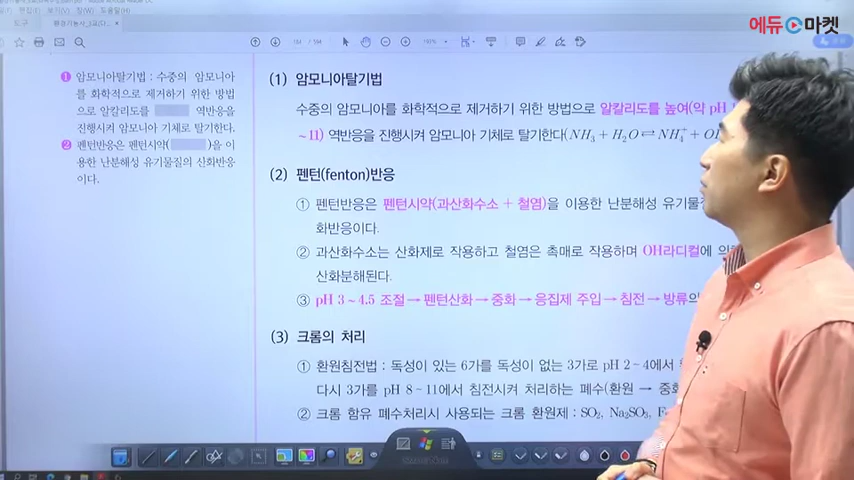 에듀 마켓
❶ 암모니아탈기법 : 수중의 암모니아
를 화학적으로 제거하기 위한 방법
으로 알칼리도를 역반응을
진행시켜 암모니아 기체로 탈기한다.
❷ 펜턴반응은 펜턴시약( )을 이
용한 난분해성 유기물질의 산화반응
이다.
(1) 암모니아탈기법
수중의 암모니아를 화학적으로 제거하기 위한 방법으로 알칼리도를 높여(약 pH
~11) 역반응을 진행시켜 암모니아 기체로 탈기한다(NH₃ + H₂O ⇌ NH₄⁺ +
(2) 펜턴(fenton)반응
① 펜턴반응은 펜턴시약(과산화수소 + 철염)을 이용한 난분해성 유기물
화반응이다.
② 과산화수소는 산화제로 작용하고 철염은 촉매로 작용하며 OH라디컬에
산화분해된다.
③ pH 3~4.5 조절 → 펜턴산화 → 중화 → 응집제 주입 → 침전 → 방류
(3) 크롬의 처리
① 환원침전법 : 독성이 있는 6가를 독성이 없는 3가로 pH 2-4에서
다시 3가를 pH 8-11에서 침전시켜 처리하는 폐수(환원 → 중
② 크롬 함유 폐수처리시 사용되는 크롬 환원제 : SO₂, Na₂SO₃,